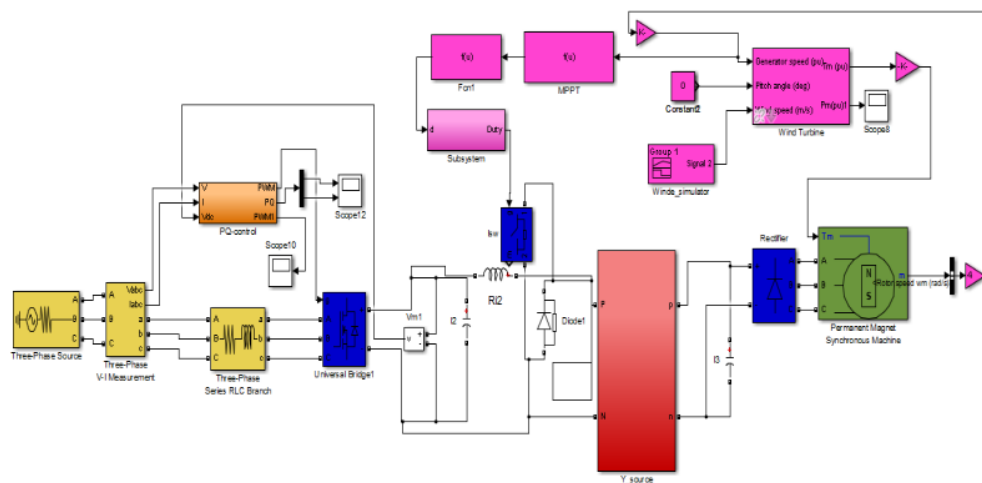 f(u)
Fcn1
f(u)
MPPT
Generator speed (pu)
Tm (pu)
Pitch angle (deg)
Wind speed (m/s)
Pm(pu)1
Wind Turbine
Scope8
0
Constant2
Group 1
Signal 2
Winds_simulator
d
Duty
Subsystem
V
I
Vdc
PWM
PQ
PWM1
PQ-control
Scope12
Scope10
Isw
Rl2
Diode1
P
N
p
n
Y_source
Rectifier
A
B
C
Tm
N
S
m
<Rotor speed wm (rad/s)>
Permanent Magnet
Synchronous Machine
A
B
C
Three-Phase Source
A
B
C
Vabc
Iabc
a
b
c
Three-Phase
V-I Measurement
A
B
C
a
b
c
Three-Phase
Series RLC Branch
A
B
C
Universal Bridge1
Vm1
v
+
-
I2
I3